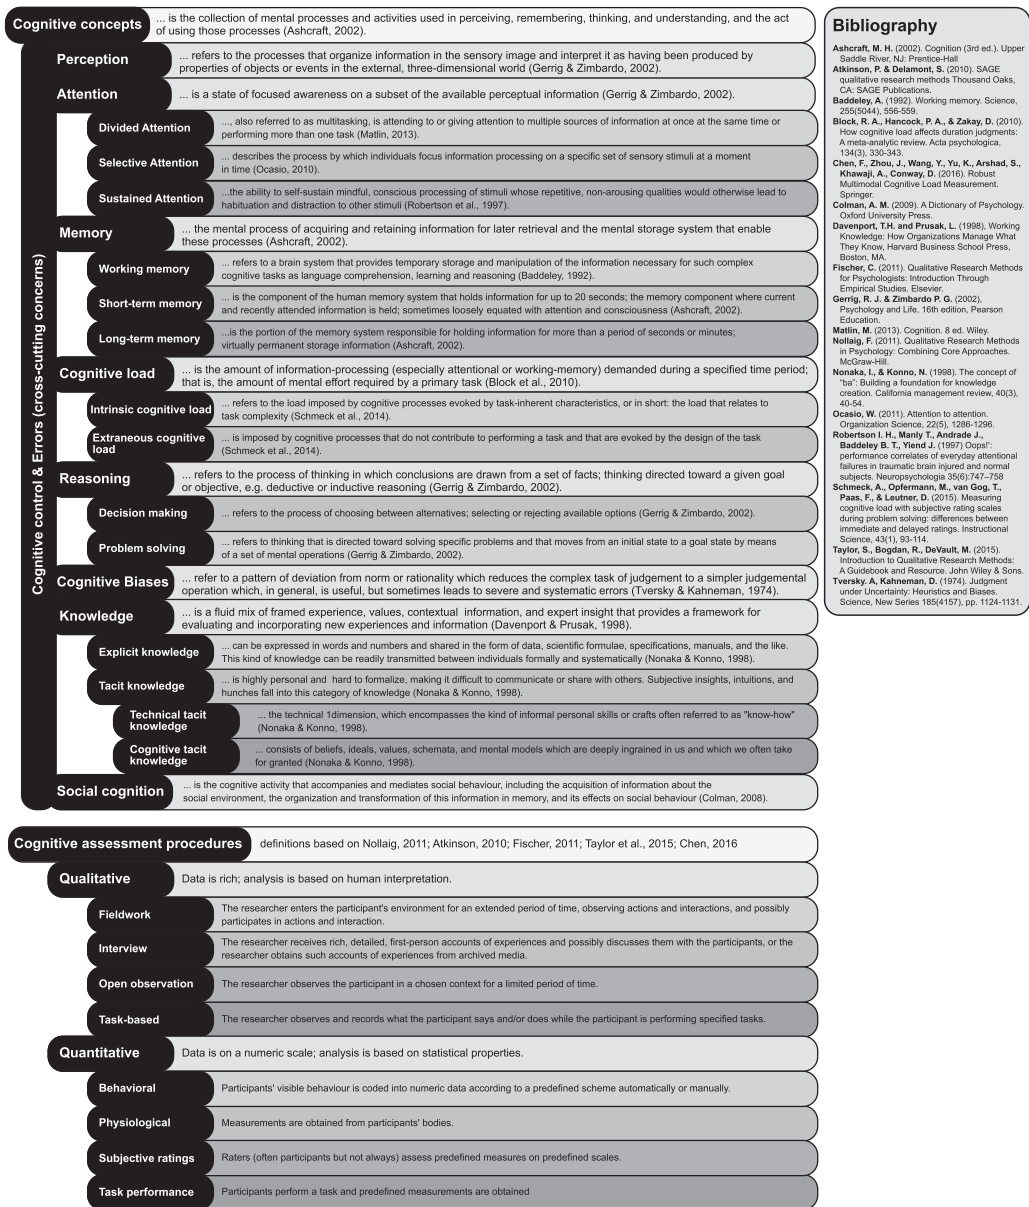 Cognitive concepts
... is the collection of mental processes and activities used in perceiving, remembering, thinking, and understanding, and the act
of using those processes (Ashcraft, 2002).
Cognitive control & Errors (cross-cutting concerns)
Perception
... refers to the processes that organize information in the sensory image and interpret it as having been produced by
properties of objects or events in the external, three-dimensional world (Gerrig & Zimbardo, 2002).
Attention
... is a state of focused awareness on a subset of the available perceptual information (Gerrig & Zimbardo, 2002).
Divided Attention
..., also referred to as multitasking, is attending to or giving attention to multiple sources of information at once at the same time or
performing more than one task (Matlin, 2013).
Selective Attention
... describes the process by which individuals focus information processing on a specific set of sensory stimuli at a moment
in time (Ocasio, 2010).
Sustained Attention
...the ability to self-sustain mindful, conscious processing of stimuli whose repetitive, non-arousing qualities would otherwise lead to
habituation and distraction to other stimuli (Robertson et al., 1997).
Memory
... the mental process of acquiring and retaining information for later retrieval and the mental storage system that enable
these processes (Ashcraft, 2002).
Working memory
... refers to a brain system that provides temporary storage and manipulation of the information necessary for such complex
cognitive tasks as language comprehension, learning and reasoning (Baddeley, 1992).
Short-term memory
... is the component of the human memory system that holds information for up to 20 seconds; the memory component where current
and recently attended information is held; sometimes loosely equated with attention and consciousness (Ashcraft, 2002).
Long-term memory
...is the portion of the memory system responsible for holding information for more than a period of seconds or minutes;
virtually permanent storage information (Ashcraft, 2002).
Cognitive load
... is the amount of information-processing (especially attentional or working-memory) demanded during a specified time period;
that is, the amount of mental effort required by a primary task (Block et al., 2010).
Intrinsic cognitive load
... refers to the load imposed by cognitive processes evoked by task-inherent characteristics, or in short: the load that relates to
task complexity (Schmeck et al., 2014).
Extraneous cognitive
load
... is imposed by cognitive processes that do not contribute to performing a task and that are evoked by the design of the task
(Schmeck et al., 2014).
Reasoning
... refers to the process of thinking in which conclusions are drawn from a set of facts; thinking directed toward a given goal
or objective, e.g. deductive or inductive reasoning (Gerrig & Zimbardo, 2002).
Decision making
... refers to the process of choosing between alternatives; selecting or rejecting available options (Gerrig & Zimbardo, 2002).
Problem solving
... refers to thinking that is directed toward solving specific problems and that moves from an initial state to a goal state by means
of a set of mental operations (Gerrig & Zimbardo, 2002).
Cognitive Biases
... refer to a pattern of deviation from norm or rationality which reduces the complex task of judgement to a simpler judgemental
operation which, in general, is useful, but sometimes leads to severe and systematic errors (Tversky & Kahneman, 1974).
Knowledge
... is a fluid mix of framed experience, values, contextual information, and expert insight that provides a framework for
evaluating and incorporating new experiences and information (Davenport & Prusak, 1998).
Explicit knowledge
... can be expressed in words and numbers and shared in the form of data, scientific formulae, specifications, manuals, and the like.
This kind of knowledge can be readily transmitted between individuals formally and systematically (Nonaka & Konno, 1998).
Tacit knowledge
... is highly personal and hard to formalize, making it difficult to communicate or share with others. Subjective insights, intuitions, and
hunches fall into this category of knowledge (Nonaka & Konno, 1998).
Technical tacit
knowledge
... the technical 1dimension, which encompasses the kind of informal personal skills or crafts often referred to as "know-how"
(Nonaka & Konno, 1998).
Cognitive tacit
knowledge
... consists of beliefs, ideals, values, schemata, and mental models which are deeply ingrained in us and which we often take
for granted (Nonaka & Konno, 1998).
Social cognition
... is the cognitive activity that accompanies and mediates social behaviour, including the acquisition of information about the
social environment, the organization and transformation of this information in memory, and its effects on social behaviour (Colman, 2008).
Cognitive assessment procedures
definitions based on Nollaig, 2011; Atkinson, 2010; Fischer, 2011; Taylor et al., 2015; Chen, 2016
Qualitative
Data is rich; analysis is based on human interpretation.
Fieldwork
The researcher enters the participant's environment for an extended period of time, observing actions and interactions, and possibly
participates in actions and interaction.
Interview
The researcher receives rich, detailed, first-person accounts of experiences and possibly discusses them with the participants, or the
researcher obtains such accounts of experiences from archived media.
Open observation
The researcher observes the participant in a chosen context for a limited period of time.
Task-based
The researcher observes and records what the participant says and/or does while the participant is performing specified tasks.
Quantitative
Data is on a numeric scale; analysis is based on statistical properties.
Behavioral
Participants' visible behaviour is coded into numeric data according to a predefined scheme automatically or manually.
Physiological
Measurements are obtained from participants' bodies.
Subjective ratings
Raters (often participants but not always) assess predefined measures on predefined scales.
Task performance
Participants perform a task and predefined measurements are obtained
Bibliography
Ashcraft, M. H. (2002). Cognition (3rd ed.). Upper
Saddle River, NJ: Prentice-Hall
Atkinson, P. & Delamont, S. (2010). SAGE
qualitative research methods Thousand Oaks,
CA: SAGE Publications.
Baddeley, A. (1992). Working memory. Science,
255(5044), 556-559.
Block, R. A., Hancock, P. A., & Zakay, D. (2010).
How cognitive load affects duration judgments:
A meta-analytic review. Acta psychologica,
134(3), 330-343.
Chen, F., Zhou, J., Wang, Y., Yu, K., Arshad, S.,
Khawaji, A., Conway, D. (2016). Robust
Multimodal Cognitive Load Measurement.
Springer.
Colman, A. M. (2009). A Dictionary of Psychology.
Oxford University Press.
Davenport, T.H. and Prusak, L. (1998), Working
Knowledge: How Organizations Manage What
They Know, Harvard Business School Press,
Boston, MA.
Fischer, C. (2011). Qualitative Research Methods
for Psychologists: Introduction Through
Empirical Studies. Elsevier.
Gerrig, R. J. & Zimbardo P. G. (2002),
Psychology and Life, 16th edition, Pearson
Education.
Matlin, M. (2013). Cognition. 8 ed. Wiley.
Nollaig, F. (2011). Qualitative Research Methods
in Psychology: Combining Core Approaches.
McGraw-Hill.
Nonaka, I., & Konno, N. (1998). The concept of
"ba": Building a foundation for knowledge
creation. California management review, 40(3),
40-54.
Ocasio, W. (2011). Attention to attention.
Organization Science, 22(5), 1286-1296.
Robertson I. H., Manly T., Andrade J.,
Baddeley B. T., Yiend J. (1997) Oops!':
performance correlates of everyday attentional
failures in traumatic brain injured and normal
subjects. Neuropsychologia 35(6):747–758
Schmeck, A., Opfermann, M., van Gog, T.,
Paas, F., & Leutner, D. (2015). Measuring
cognitive load with subjective rating scales
during problem solving: differences between
immediate and delayed ratings. Instructional
Science, 43(1), 93-114.
Taylor, S., Bogdan, R., DeVault, M. (2015).
Introduction to Qualitative Research Methods:
A Guidebook and Resource. John Wiley & Sons.
Tversky. A, Kahneman, D. (1974). Judgment
under Uncertainty: Heuristics and Biases.
Science, New Series 185(4157), pp. 1124-1131.